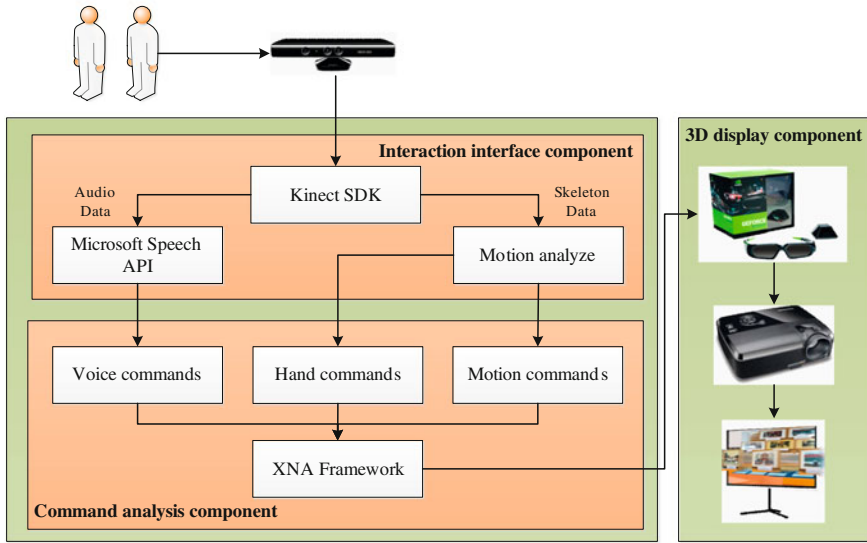 3D display component
Interaction interface component
Audio
Data
Kinect SDK
Skeleton
Data
Microsoft Speech
API
Motion analyze
Voice commands
Hand commands
Motion commands
XNA Framework
Command analysis component
GEFORCE